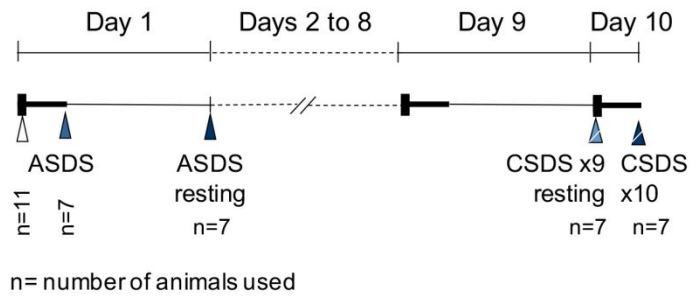 Day 1 Days 2 to 8 Day 9 Day 10
ASDS ASDS CSDS x9 CSDS
resting resting x10
n=11 n=7 n=7 n=7 n=7
n= number of animals used